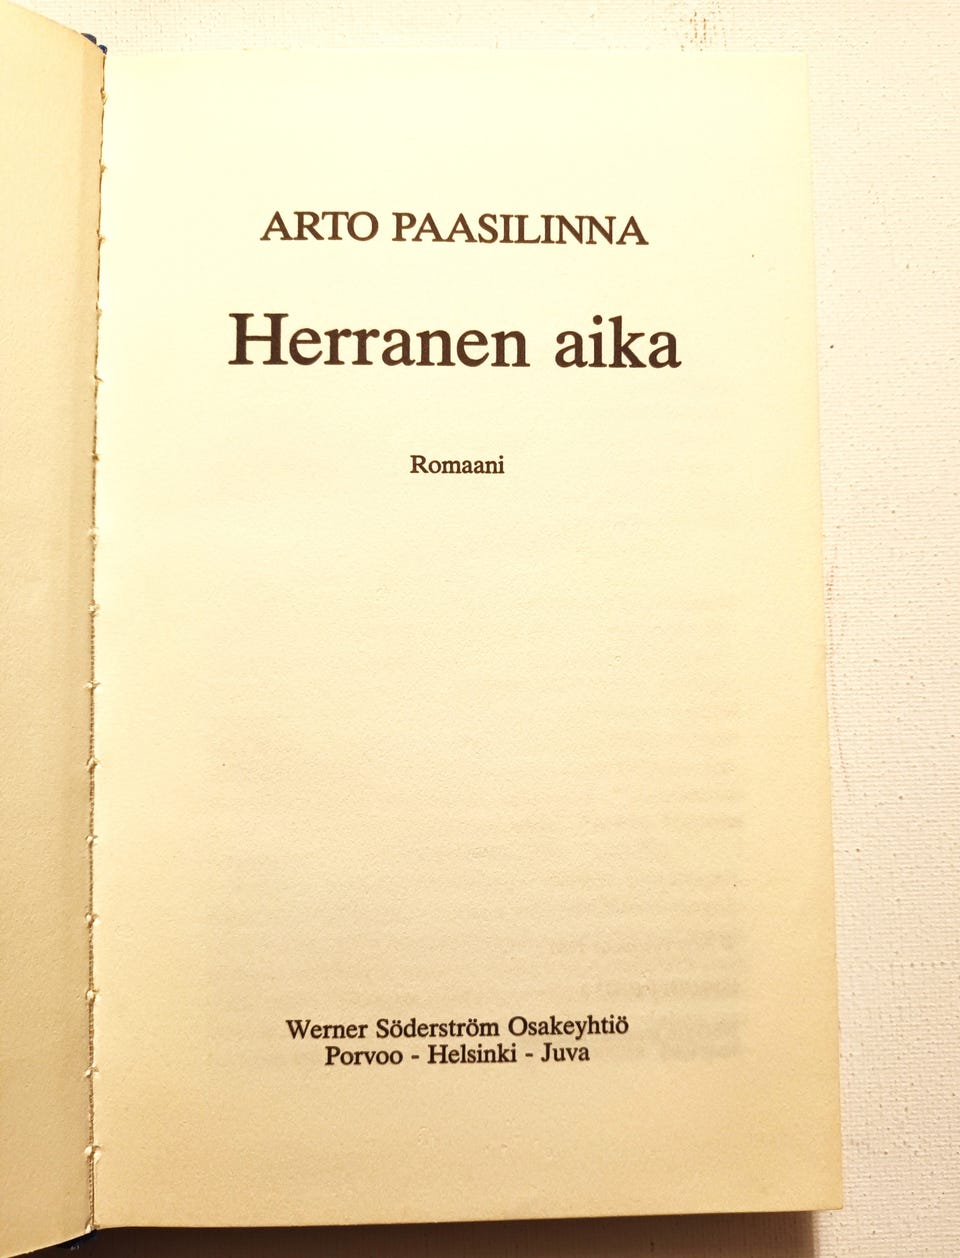 ARTO PAASILINNA
Herranen aika
Romaani
Werner Söderström Osakeyhtiö
Porvoo - Helsinki - Juva